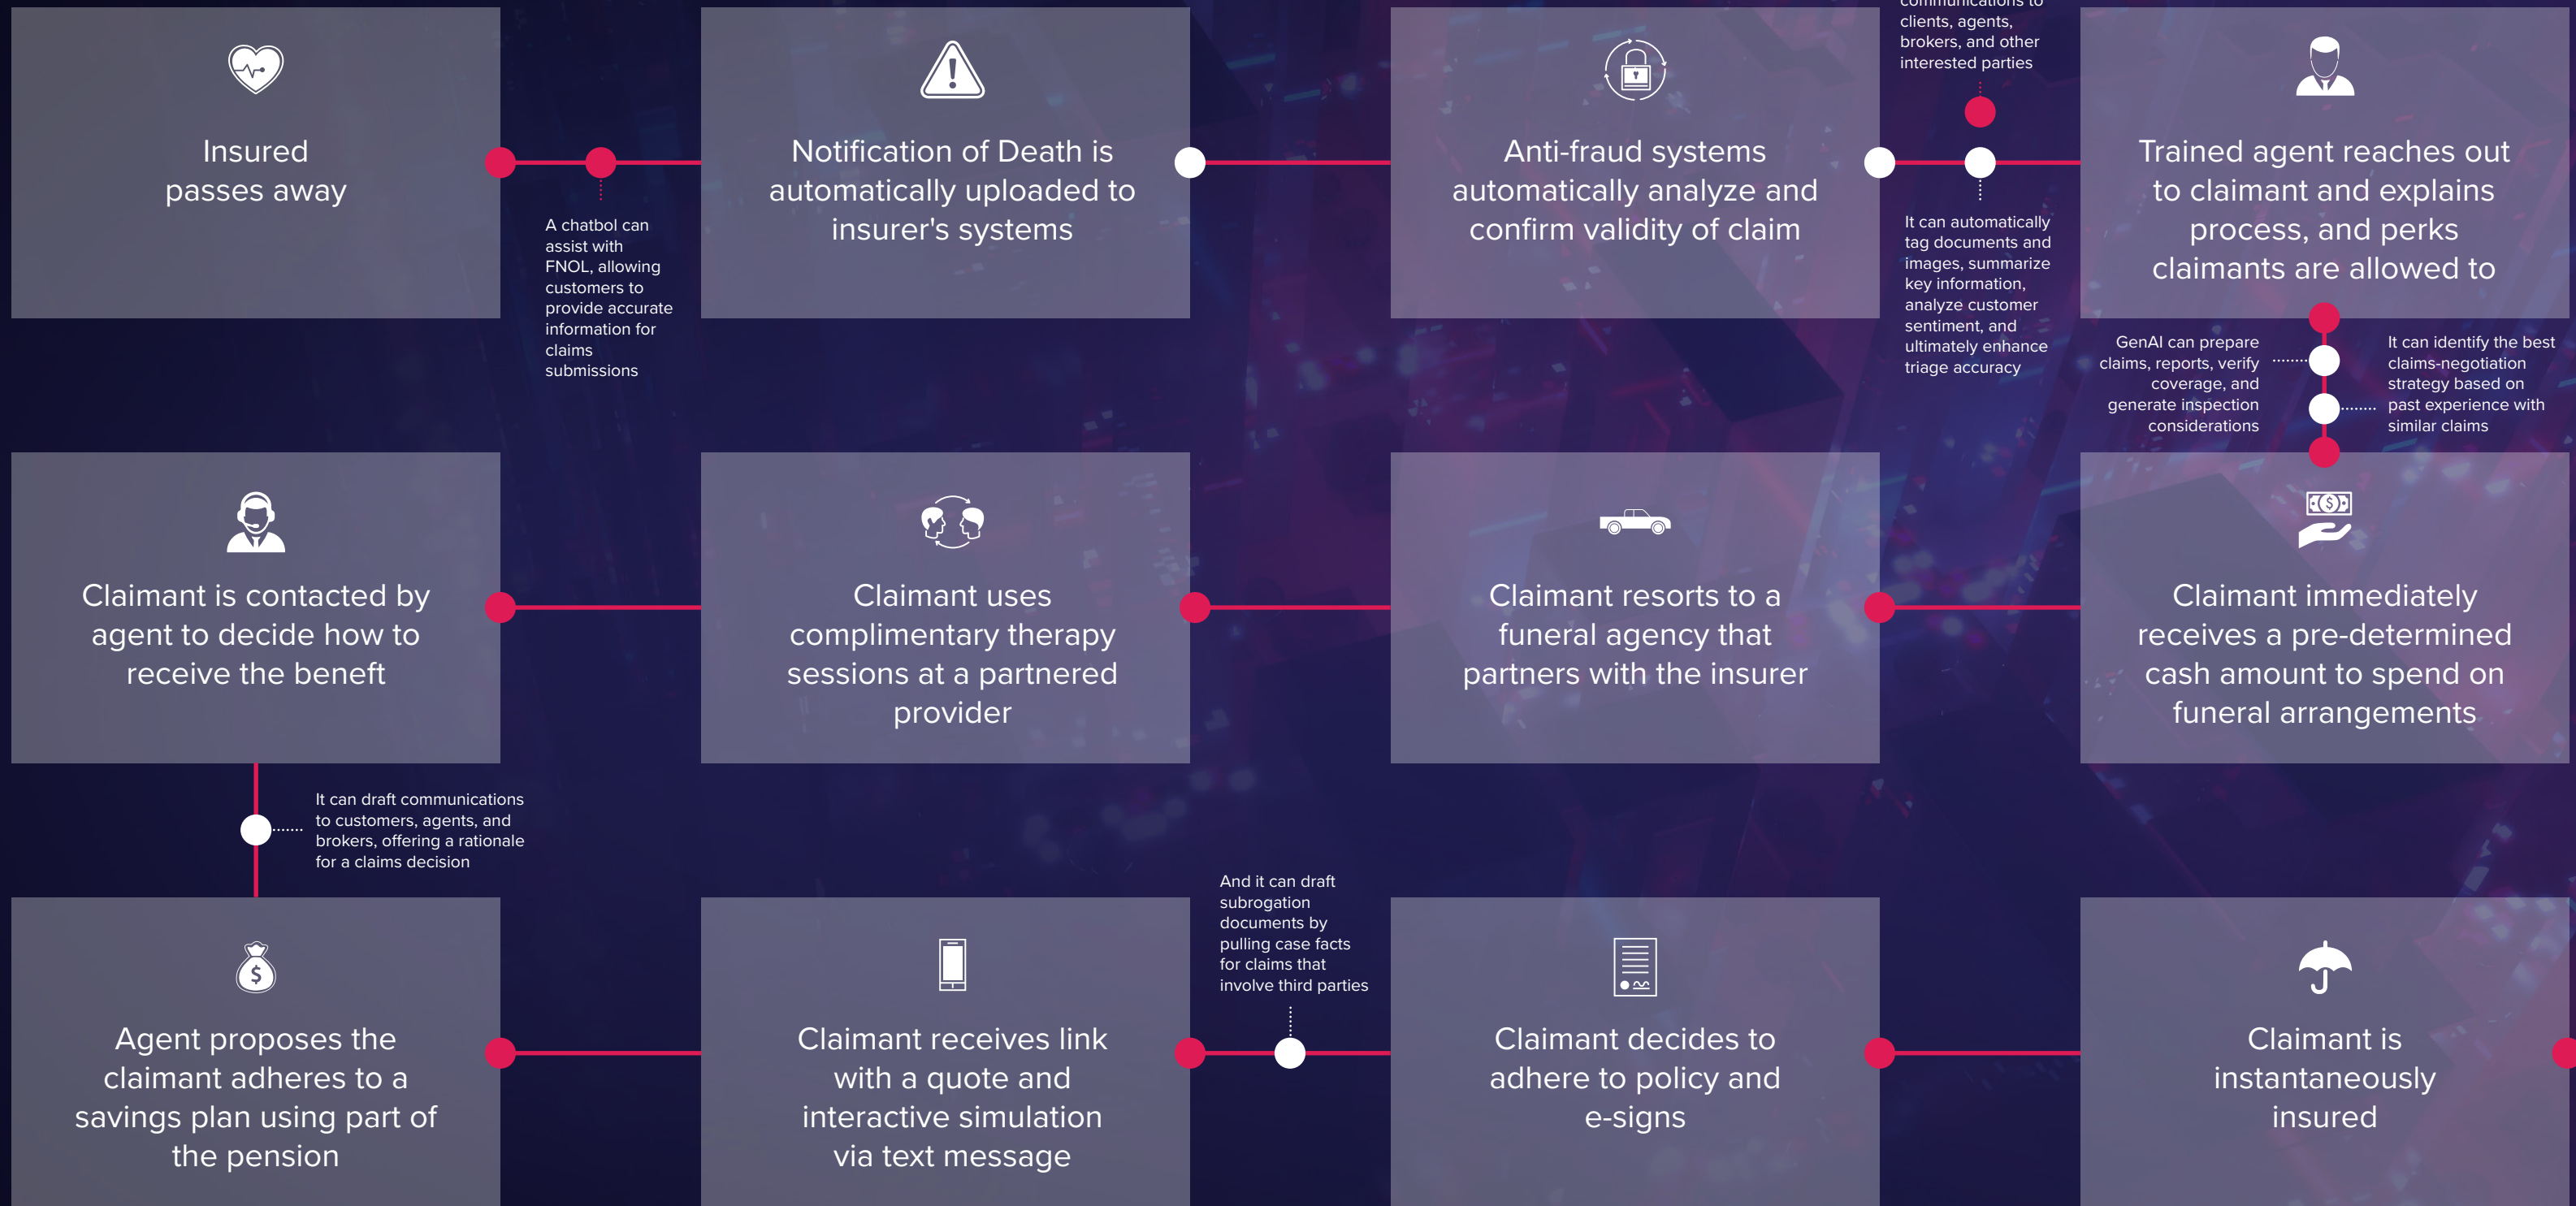 Insured
passes away
A chatbol can
assist with
FNOL, allowing
customers to
provide accurate
information for
claims
submissions
Notification of Death is
automatically uploaded to
insurer's systems
Anti-fraud systems
automatically analyze and
confirm validity of claim
communications to
clients, agents,
brokers, and other
interested parties
It can automatically
tag documents and
images, summarize
key information,
analyze customer
sentiment, and
ultimately enhance
triage accuracy
Trained agent reaches out
to claimant and explains
process, and perks
claimants are allowed to
GenAI can prepare
claims, reports, verify
coverage, and
generate inspection
considerations
It can identify the best
claims-negotiation
strategy based on
past experience with
similar claims
Claimant immediately
receives a pre-determined
cash amount to spend on
funeral arrangements
Claimant resorts to a
funeral agency that
partners with the insurer
Claimant uses
complimentary therapy
sessions at a partnered
provider
Claimant is contacted by
agent to decide how to
receive the beneft
It can draft communications
to customers, agents, and
brokers, offering a rationale
for a claims decision
Agent proposes the
claimant adheres to a
savings plan using part of
the pension
Claimant receives link
with a quote and
interactive simulation
via text message
And it can draft
subrogation
documents by
pulling case facts
for claims that
involve third parties
Claimant decides to
adhere to policy and
e-signs
Claimant is
instantaneously
insured